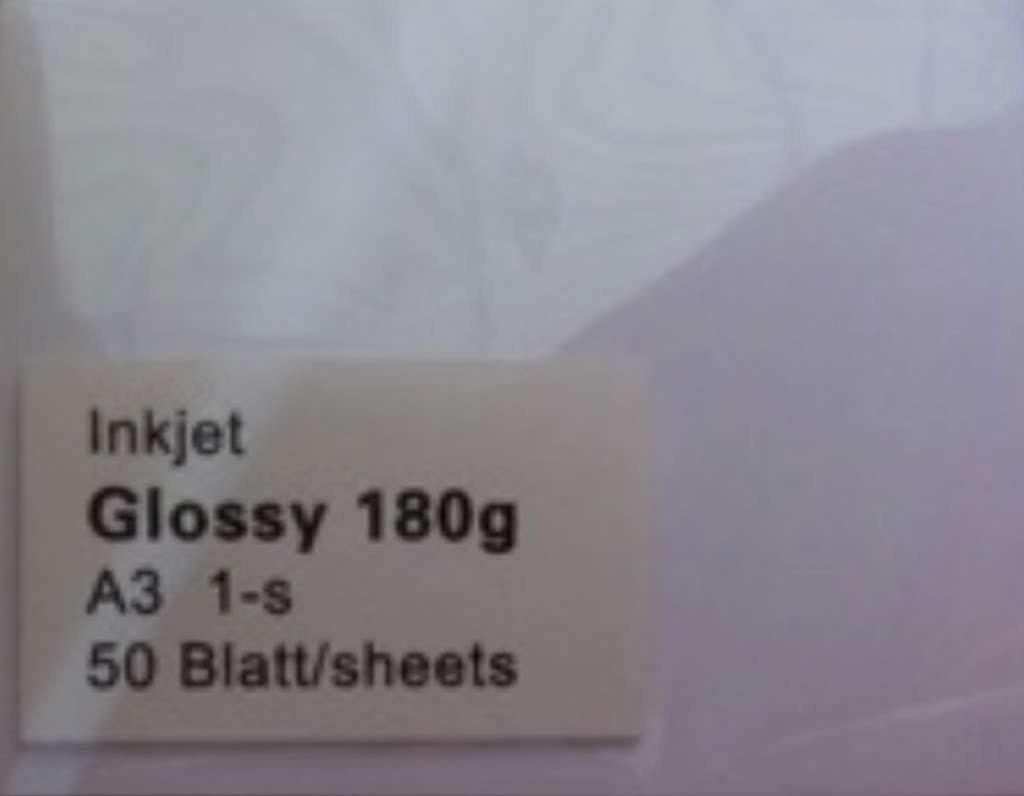 Inkjet
Glossy 180g
A3 1-s
50 Blatt/sheets